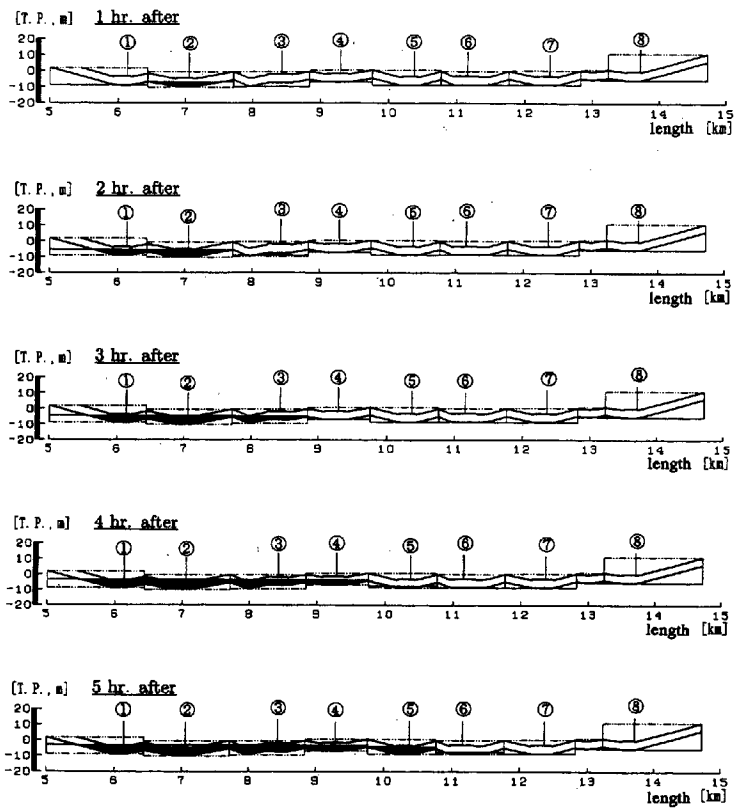 [T. P. , m] 1 hr. after
① ② ③ ④ ⑤ ⑥ ⑦ ⑧
20
10
0
-10
-20
5 6 7 8 9 10 11 12 13 14 15
length [km]
[T. P. , m] 2 hr. after
① ② ③ ④ ⑤ ⑥ ⑦ ⑧
20
10
0
-10
-20
5 6 7 8 9 10 11 12 13 14 15
length [km]
[T. P. , m] 3 hr. after
① ② ③ ④ ⑤ ⑥ ⑦ ⑧
20
10
0
-10
-20
5 6 7 8 9 10 11 12 13 14 15
length [km]
[T. P. , m] 4 hr. after
① ② ③ ④ ⑤ ⑥ ⑦ ⑧
20
10
0
-10
-20
5 6 7 8 9 10 11 12 13 14 15
length [km]
[T. P. , m] 5 hr. after
① ② ③ ④ ⑤ ⑥ ⑦ ⑧
20
10
0
-10
-20
5 6 7 8 9 10 11 12 13 14 15
length [km]